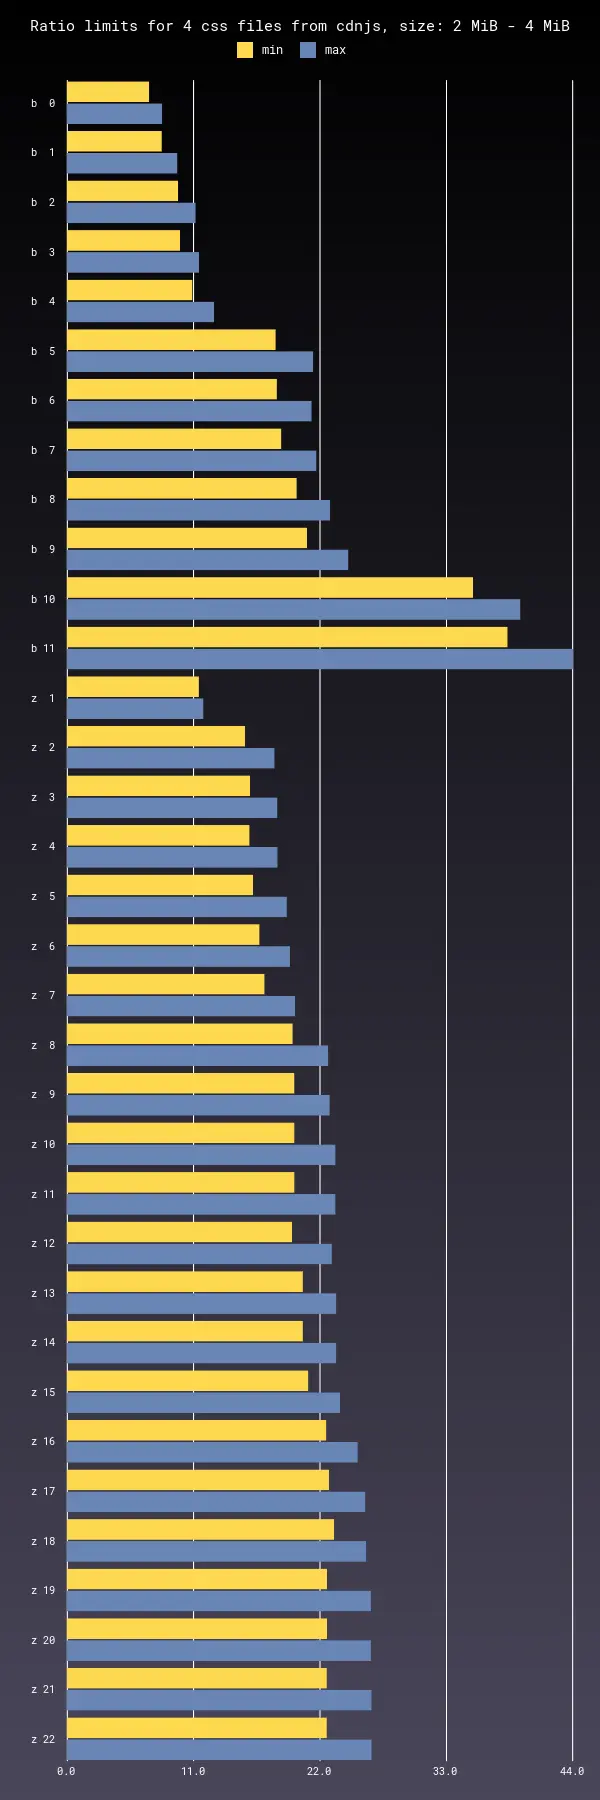 Ratio limits for 4 css files from cdnjs, size: 2 MiB - 4 MiB
min max
b 0
b 1
b 2
b 3
b 4
b 5
b 6
b 7
b 8
b 9
b 10
b 11
z 1
z 2
z 3
z 4
z 5
z 6
z 7
z 8
z 9
z 10
z 11
z 12
z 13
z 14
z 15
z 16
z 17
z 18
z 19
z 20
z 21
z 22
0.0 11.0 22.0 33.0 44.0